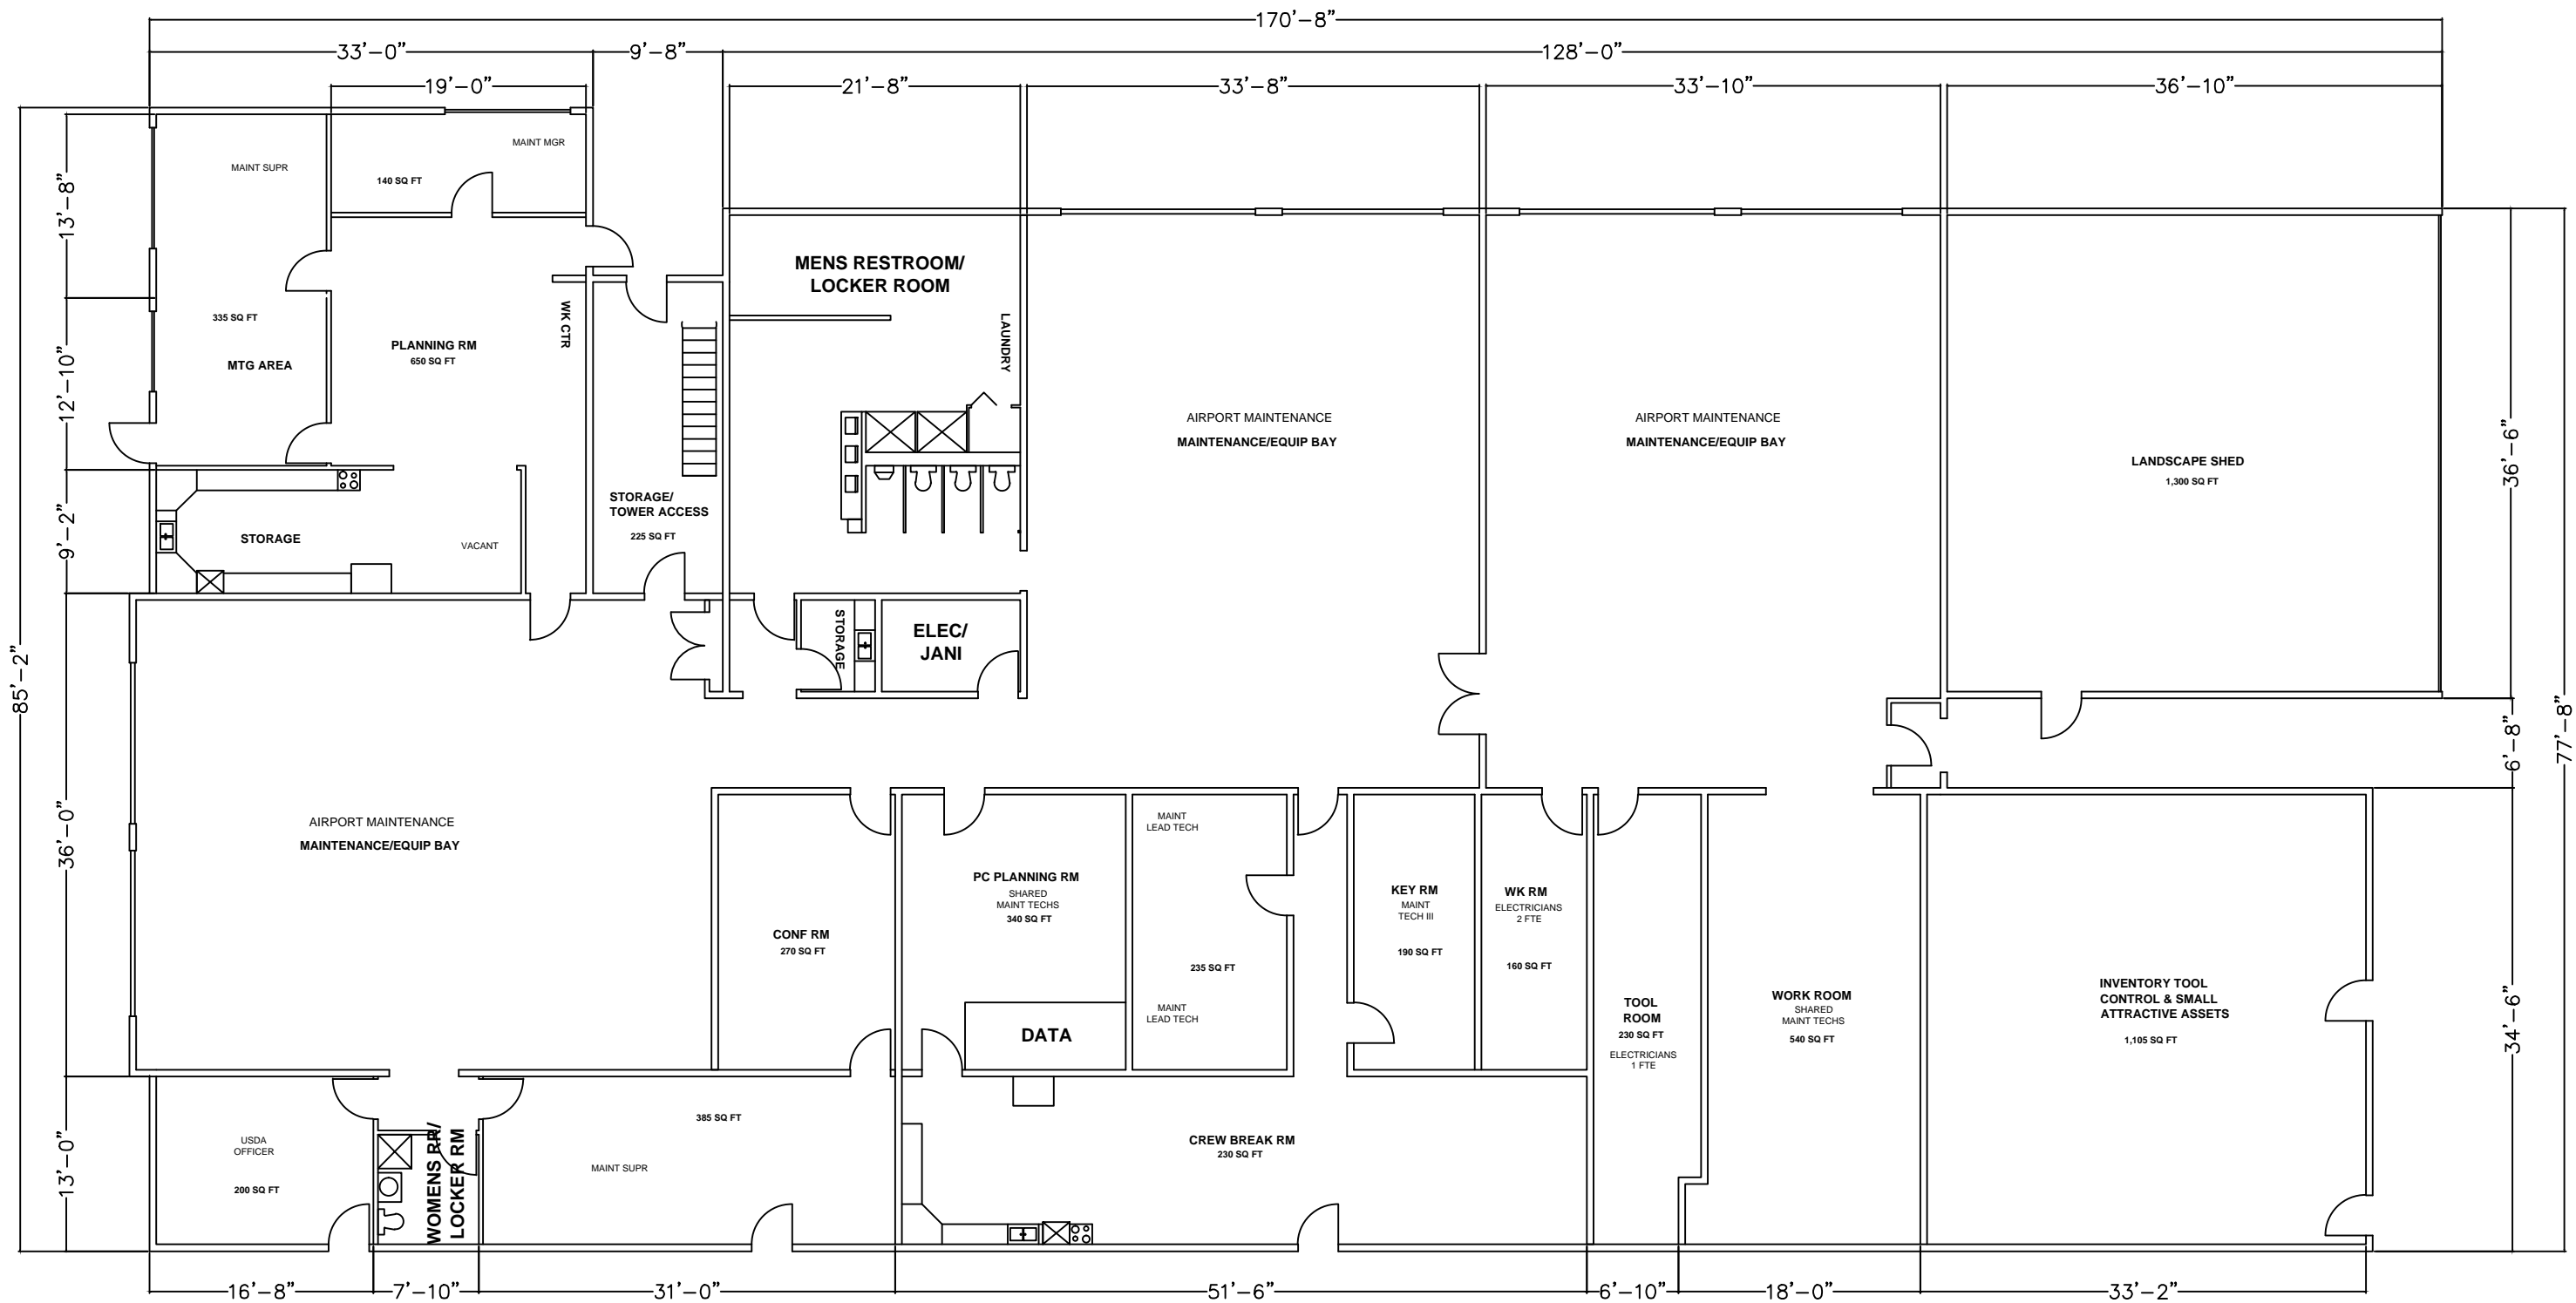 170'-8"
33'-0"
9'-8"
128'-0"
19'-0"
21'-8"
33'-8"
33'-10"
36'-10"
MAINT SUPR
MAINT MGR
140 SQ FT
13'-8"
MENS RESTROOM/
LOCKER ROOM
335 SQ FT
WK CTR
PLANNING RM
650 SQ FT
MTG AREA
LAUNDRY
12'-10"
AIRPORT MAINTENANCE
MAINTENANCE/EQUIP BAY
AIRPORT MAINTENANCE
MAINTENANCE/EQUIP BAY
LANDSCAPE SHED
1,300 SQ FT
36'-6"
STORAGE/
TOWER ACCESS
225 SQ FT
9'-2"
STORAGE
VACANT
STORAGE
ELEC/
JANI
85'-2"
77'-8"
6'-8"
AIRPORT MAINTENANCE
MAINTENANCE/EQUIP BAY
36'-0"
CONF RM
270 SQ FT
PC PLANNING RM
SHARED
MAINT TECHS
340 SQ FT
DATA
MAINT
LEAD TECH
235 SQ FT
MAINT
LEAD TECH
KEY RM
MAINT
TECH III
190 SQ FT
WK RM
ELECTRICIANS
2 FTE
160 SQ FT
TOOL
ROOM
230 SQ FT
ELECTRICIANS
1 FTE
WORK ROOM
SHARED
MAINT TECHS
540 SQ FT
INVENTORY TOOL
CONTROL & SMALL
ATTRACTIVE ASSETS
1,105 SQ FT
34'-6"
13'-0"
USDA
OFFICER
200 SQ FT
WOMENS RR/
LOCKER RM
385 SQ FT
MAINT SUPR
CREW BREAK RM
230 SQ FT
16'-8"
7'-10"
31'-0"
51'-6"
6'-10"
18'-0"
33'-2"